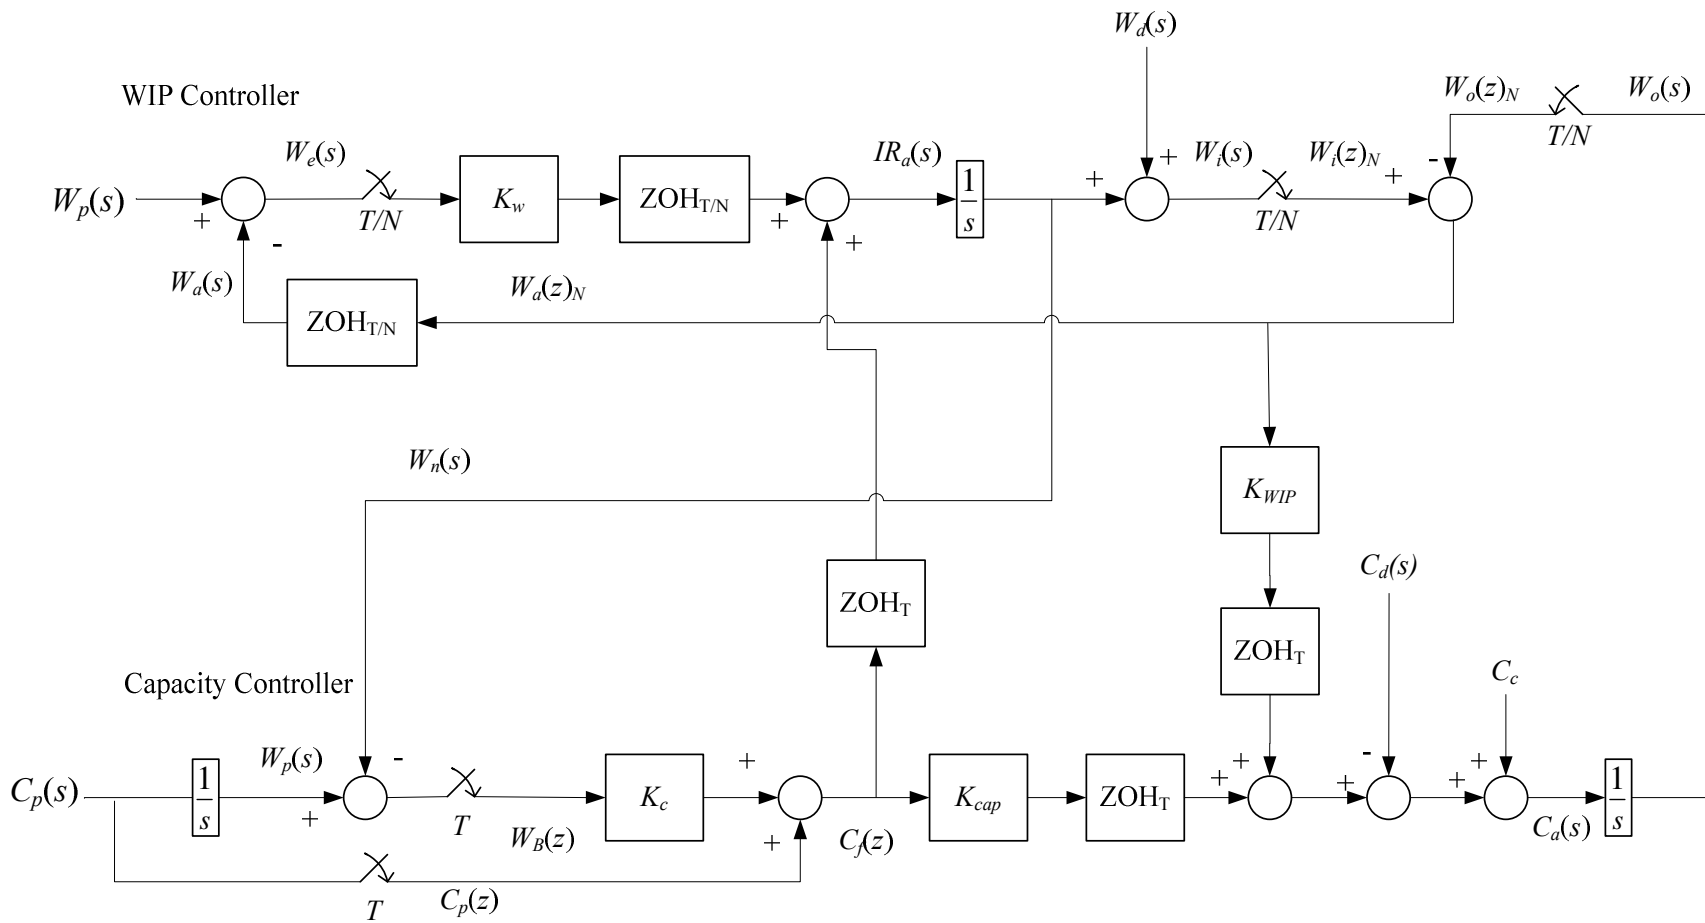 W_d(s)
WIP Controller
W_o(z)_N
W_o(s)
T/N
W_e(s)
IR_a(s)
W_i(s)
W_i(z)_N
W_p(s)
+
-
T/N
K_w
ZOH_T/N
+
+
1/s
+
+
T/N
+
-
W_a(s)
ZOH_T/N
W_a(z)_N
W_n(s)
K_WIP
ZOH_T
C_d(s)
ZOH_T
Capacity Controller
C_c
C_p(s)
1/s
W_p(s)
+
-
T
W_B(z)
K_c
+
+
C_f(z)
K_cap
ZOH_T
+
+
+
-
+
+
C_a(s)
1/s
T
C_p(z)